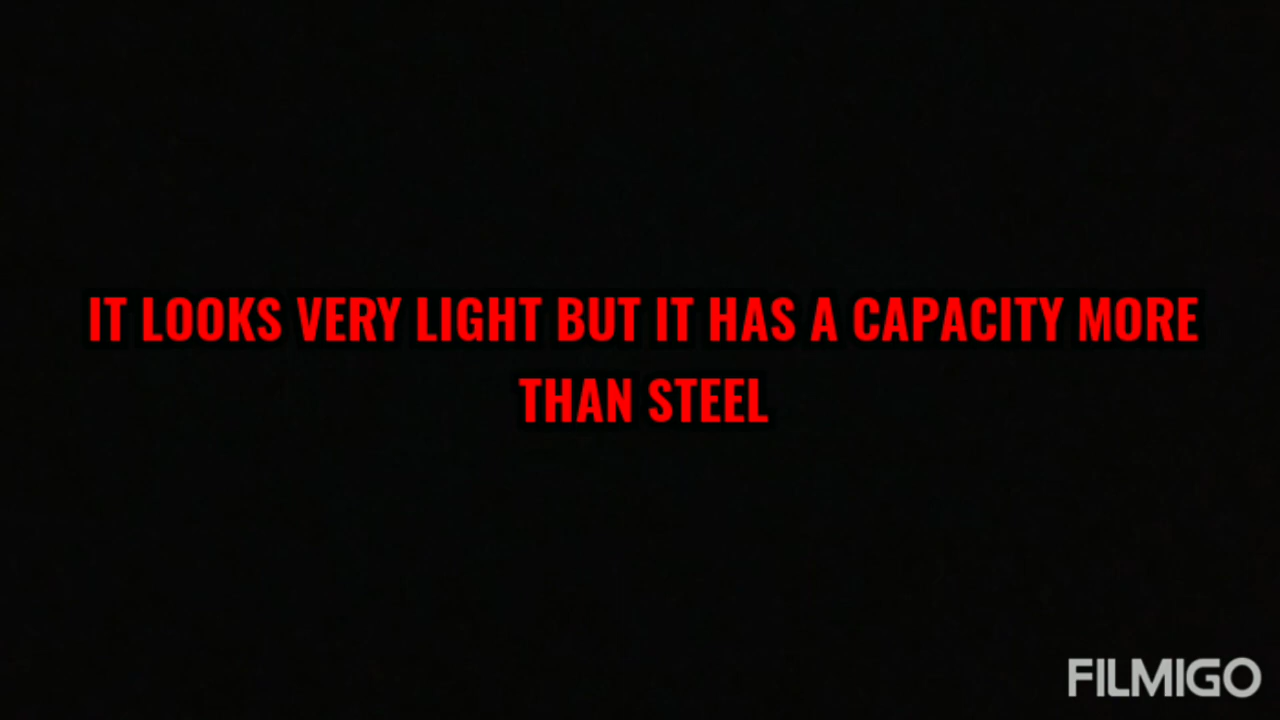 IT LOOKS VERY LIGHT BUT IT HAS A CAPACITY MORE
THAN STEEL
FILMIGO